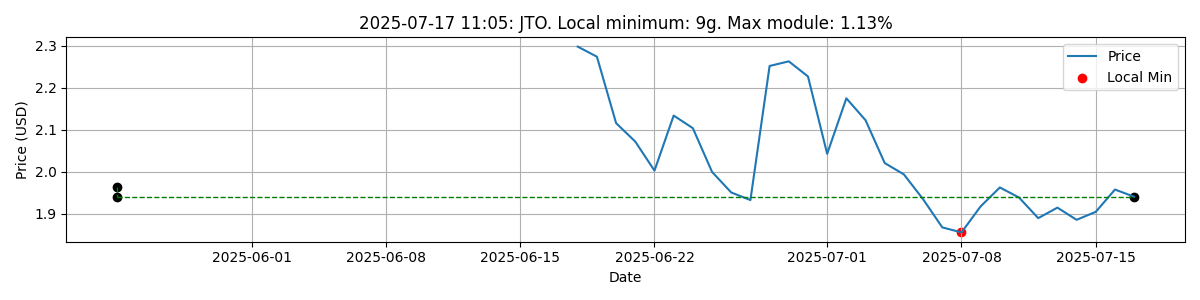 2025-07-17 11:05: JTO. Local minimum: 9g. Max module: 1.13%
Price (USD)
2.3
2.2
2.1
2.0
1.9
Price
Local Min
2025-06-01 2025-06-08 2025-06-15 2025-06-22 2025-07-01 2025-07-08 2025-07-15
Date